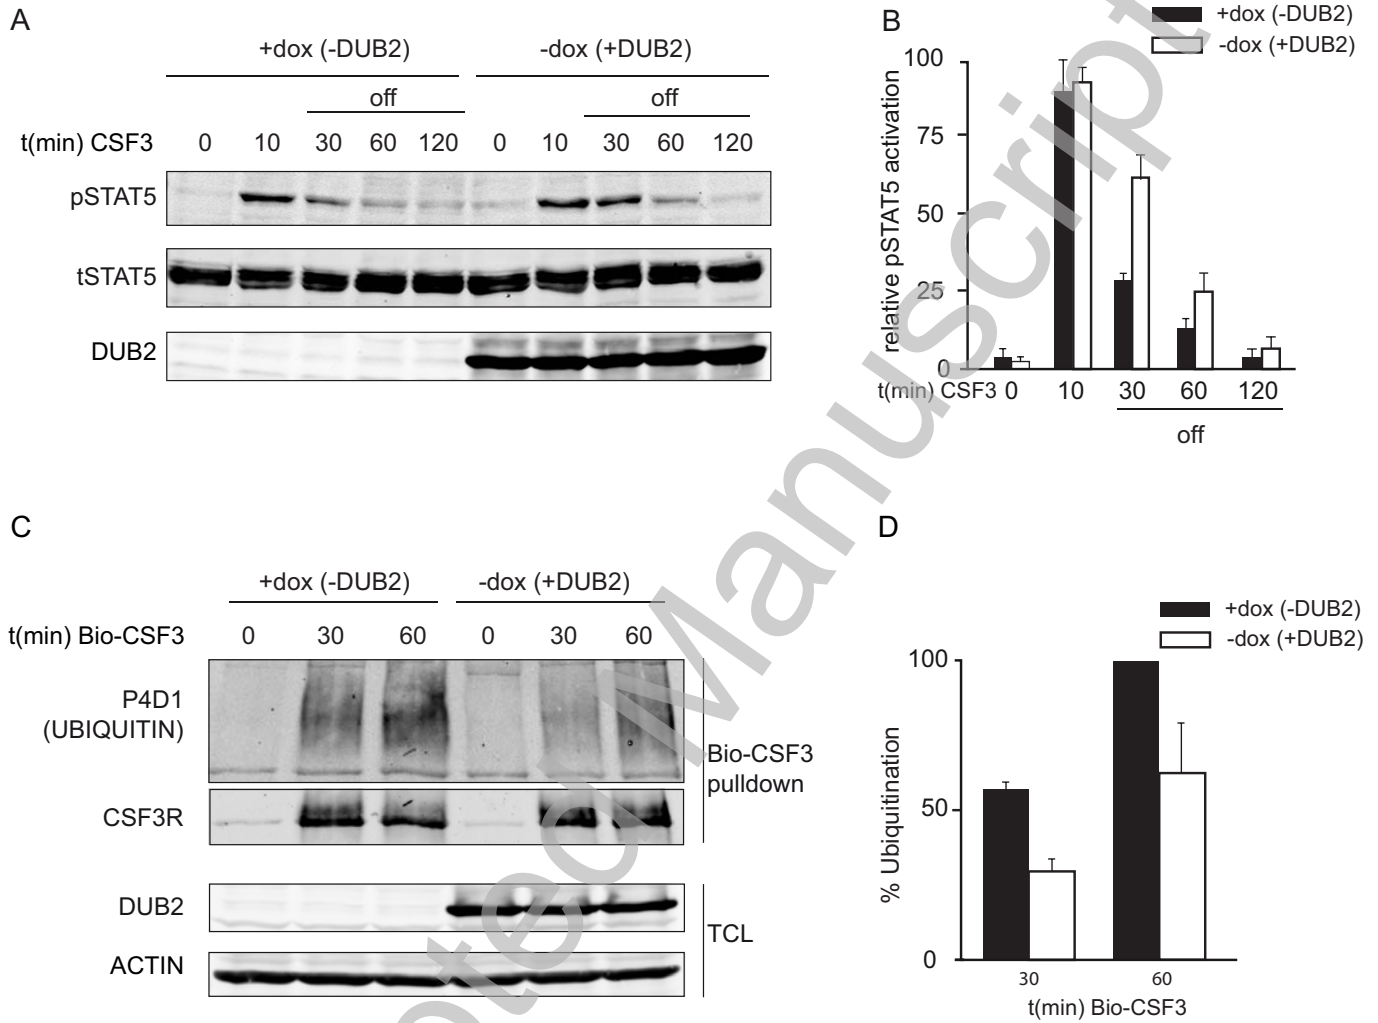 A
+dox (-DUB2) -dox (+DUB2)
off off
t(min) CSF3 0 10 30 60 120 0 10 30 60 120
pSTAT5
tSTAT5
DUB2
B
+dox (-DUB2)
-dox (+DUB2)
relative pSTAT5 activation
100
75
50
25
0
t(min) CSF3 0 10 30 60 120
off
C
+dox (-DUB2) -dox (+DUB2)
t(min) Bio-CSF3 0 30 60 0 30 60
P4D1
(UBIQUITIN)
CSF3R
Bio-CSF3
pulldown
DUB2
ACTIN
TCL
D
+dox (-DUB2)
-dox (+DUB2)
% Ubiquitination
100
50
0
30 60
t(min) Bio-CSF3
pted Manuscript